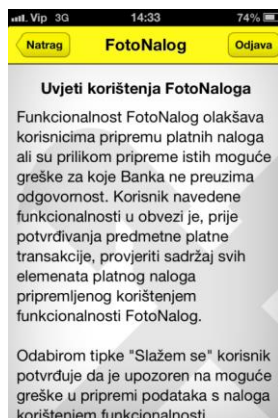 Vip 3G 14:33 74%
Natrag FotoNalog Odjava
Uvjeti korištenja FotoNaloga
Funkcionalnost FotoNalog olakšava
korisnicima pripremu platnih naloga
ali su prilikom pripreme istih moguće
greške za koje Banka ne preuzima
odgovornost. Korisnik navedene
funkcionalnosti u obvezi je, prije
potvrđivanja predmetne platne
transakcije, provjeriti sadržaj svih
elemenata platnog naloga
pripremljenog korištenjem
funkcionalnosti FotoNalog.
Odabirom tipke "Slažem se" korisnik
potvrđuje da je upozoren na moguće
greške u pripremi podataka s naloga
korištenjem funkcionalnosti